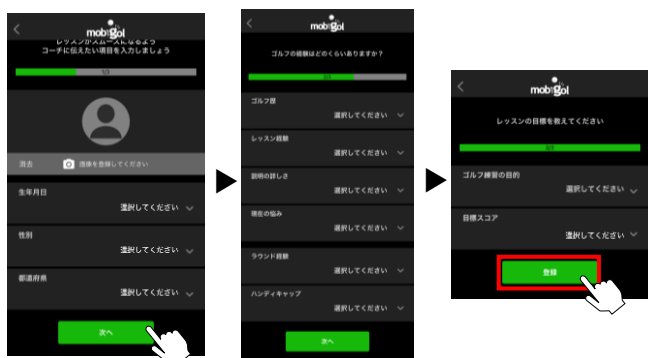 mobigol
レッスンがスムーズになるよう
コーチに伝えたい項目を入力しましょう
1/3
消去
画像を登録してください
生年月日
選択してください
性別
選択してください
都道府県
選択してください
次へ
mobigol
ゴルフの経験はどのくらいありますか?
2/3
ゴルフ歴
選択してください
レッスン経験
選択してください
説明の詳しさ
選択してください
現在の悩み
選択してください
ラウンド経験
選択してください
ハンディキャップ
選択してください
次へ
mobigol
レッスンの目標を教えてください
3/3
ゴルフ練習の目的
選択してください
目標スコア
選択してください
登録